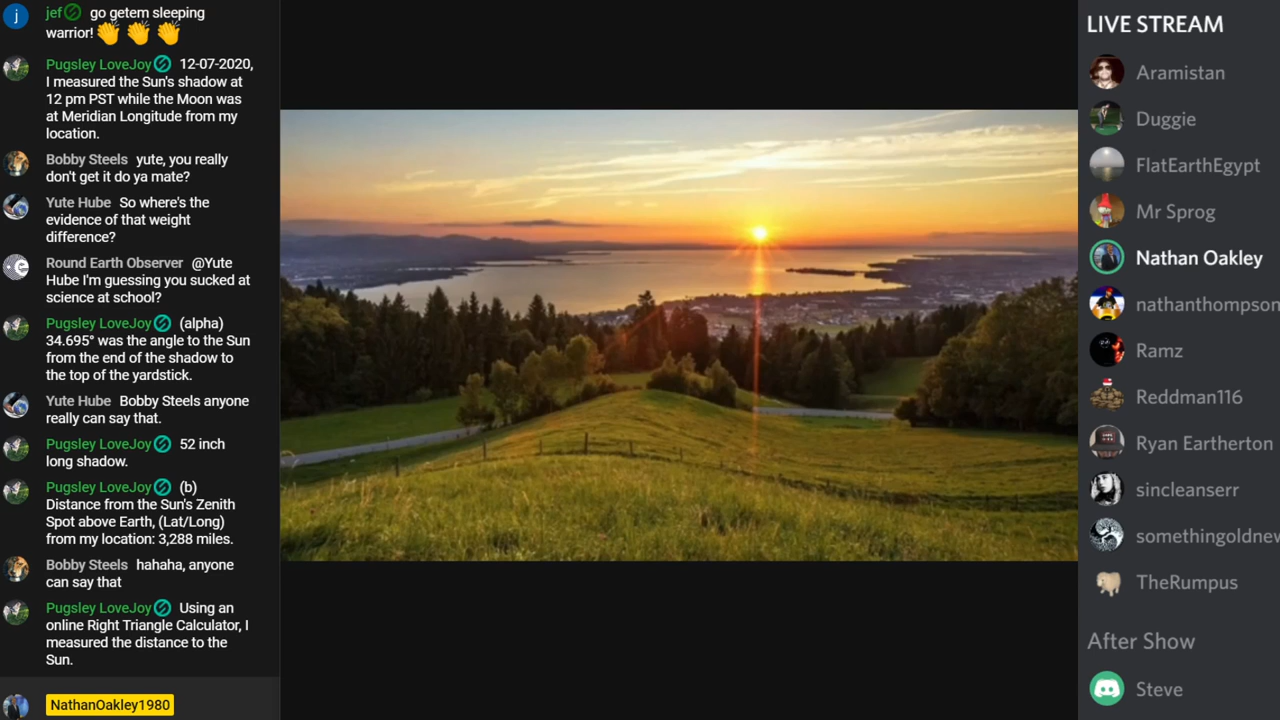 jef go getem sleeping
warrior!
Pugsley LoveJoy 12-07-2020,
I measured the Sun's shadow at
12 pm PST while the Moon was
at Meridian Longitude from my
location.
Bobby Steels yute, you really
don't get it do ya mate?
Yute Hube So where's the
evidence of that weight
difference?
Round Earth Observer @Yute
Hube I'm guessing you sucked at
science at school?
Pugsley LoveJoy (alpha)
34.695° was the angle to the Sun
from the end of the shadow to
the top of the yardstick.
Yute Hube Bobby Steels anyone
really can say that.
Pugsley LoveJoy 52 inch
long shadow.
Pugsley LoveJoy (b)
Distance from the Sun's Zenith
Spot above Earth, (Lat/Long)
from my location: 3,288 miles.
Bobby Steels hahaha, anyone
can say that
Pugsley LoveJoy Using an
online Right Triangle Calculator, I
measured the distance to the
Sun.
NathanOakley1980
LIVE STREAM
Aramistan
Duggie
FlatEarthEgypt
Mr Sprog
Nathan Oakley
nathanthompson
Ramz
Reddman116
Ryan Eartherton
sincleanserr
somethingoldnew
TheRumpus
After Show
Steve